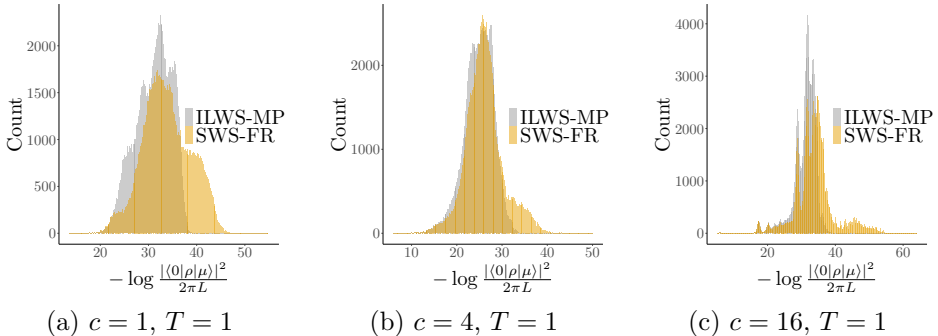 Count
2000
1500
1000
500
0
20
30
40
50
ILWS-MP
SWS-FR
− log |⟨0|ρ|μ⟩|² / 2πL
(a) c = 1, T = 1
Count
2000
1000
0
10
20
30
40
50
ILWS-MP
SWS-FR
− log |⟨0|ρ|μ⟩|² / 2πL
(b) c = 4, T = 1
Count
4000
3000
2000
1000
0
20
40
60
ILWS-MP
SWS-FR
− log |⟨0|ρ|μ⟩|² / 2πL
(c) c = 16, T = 1